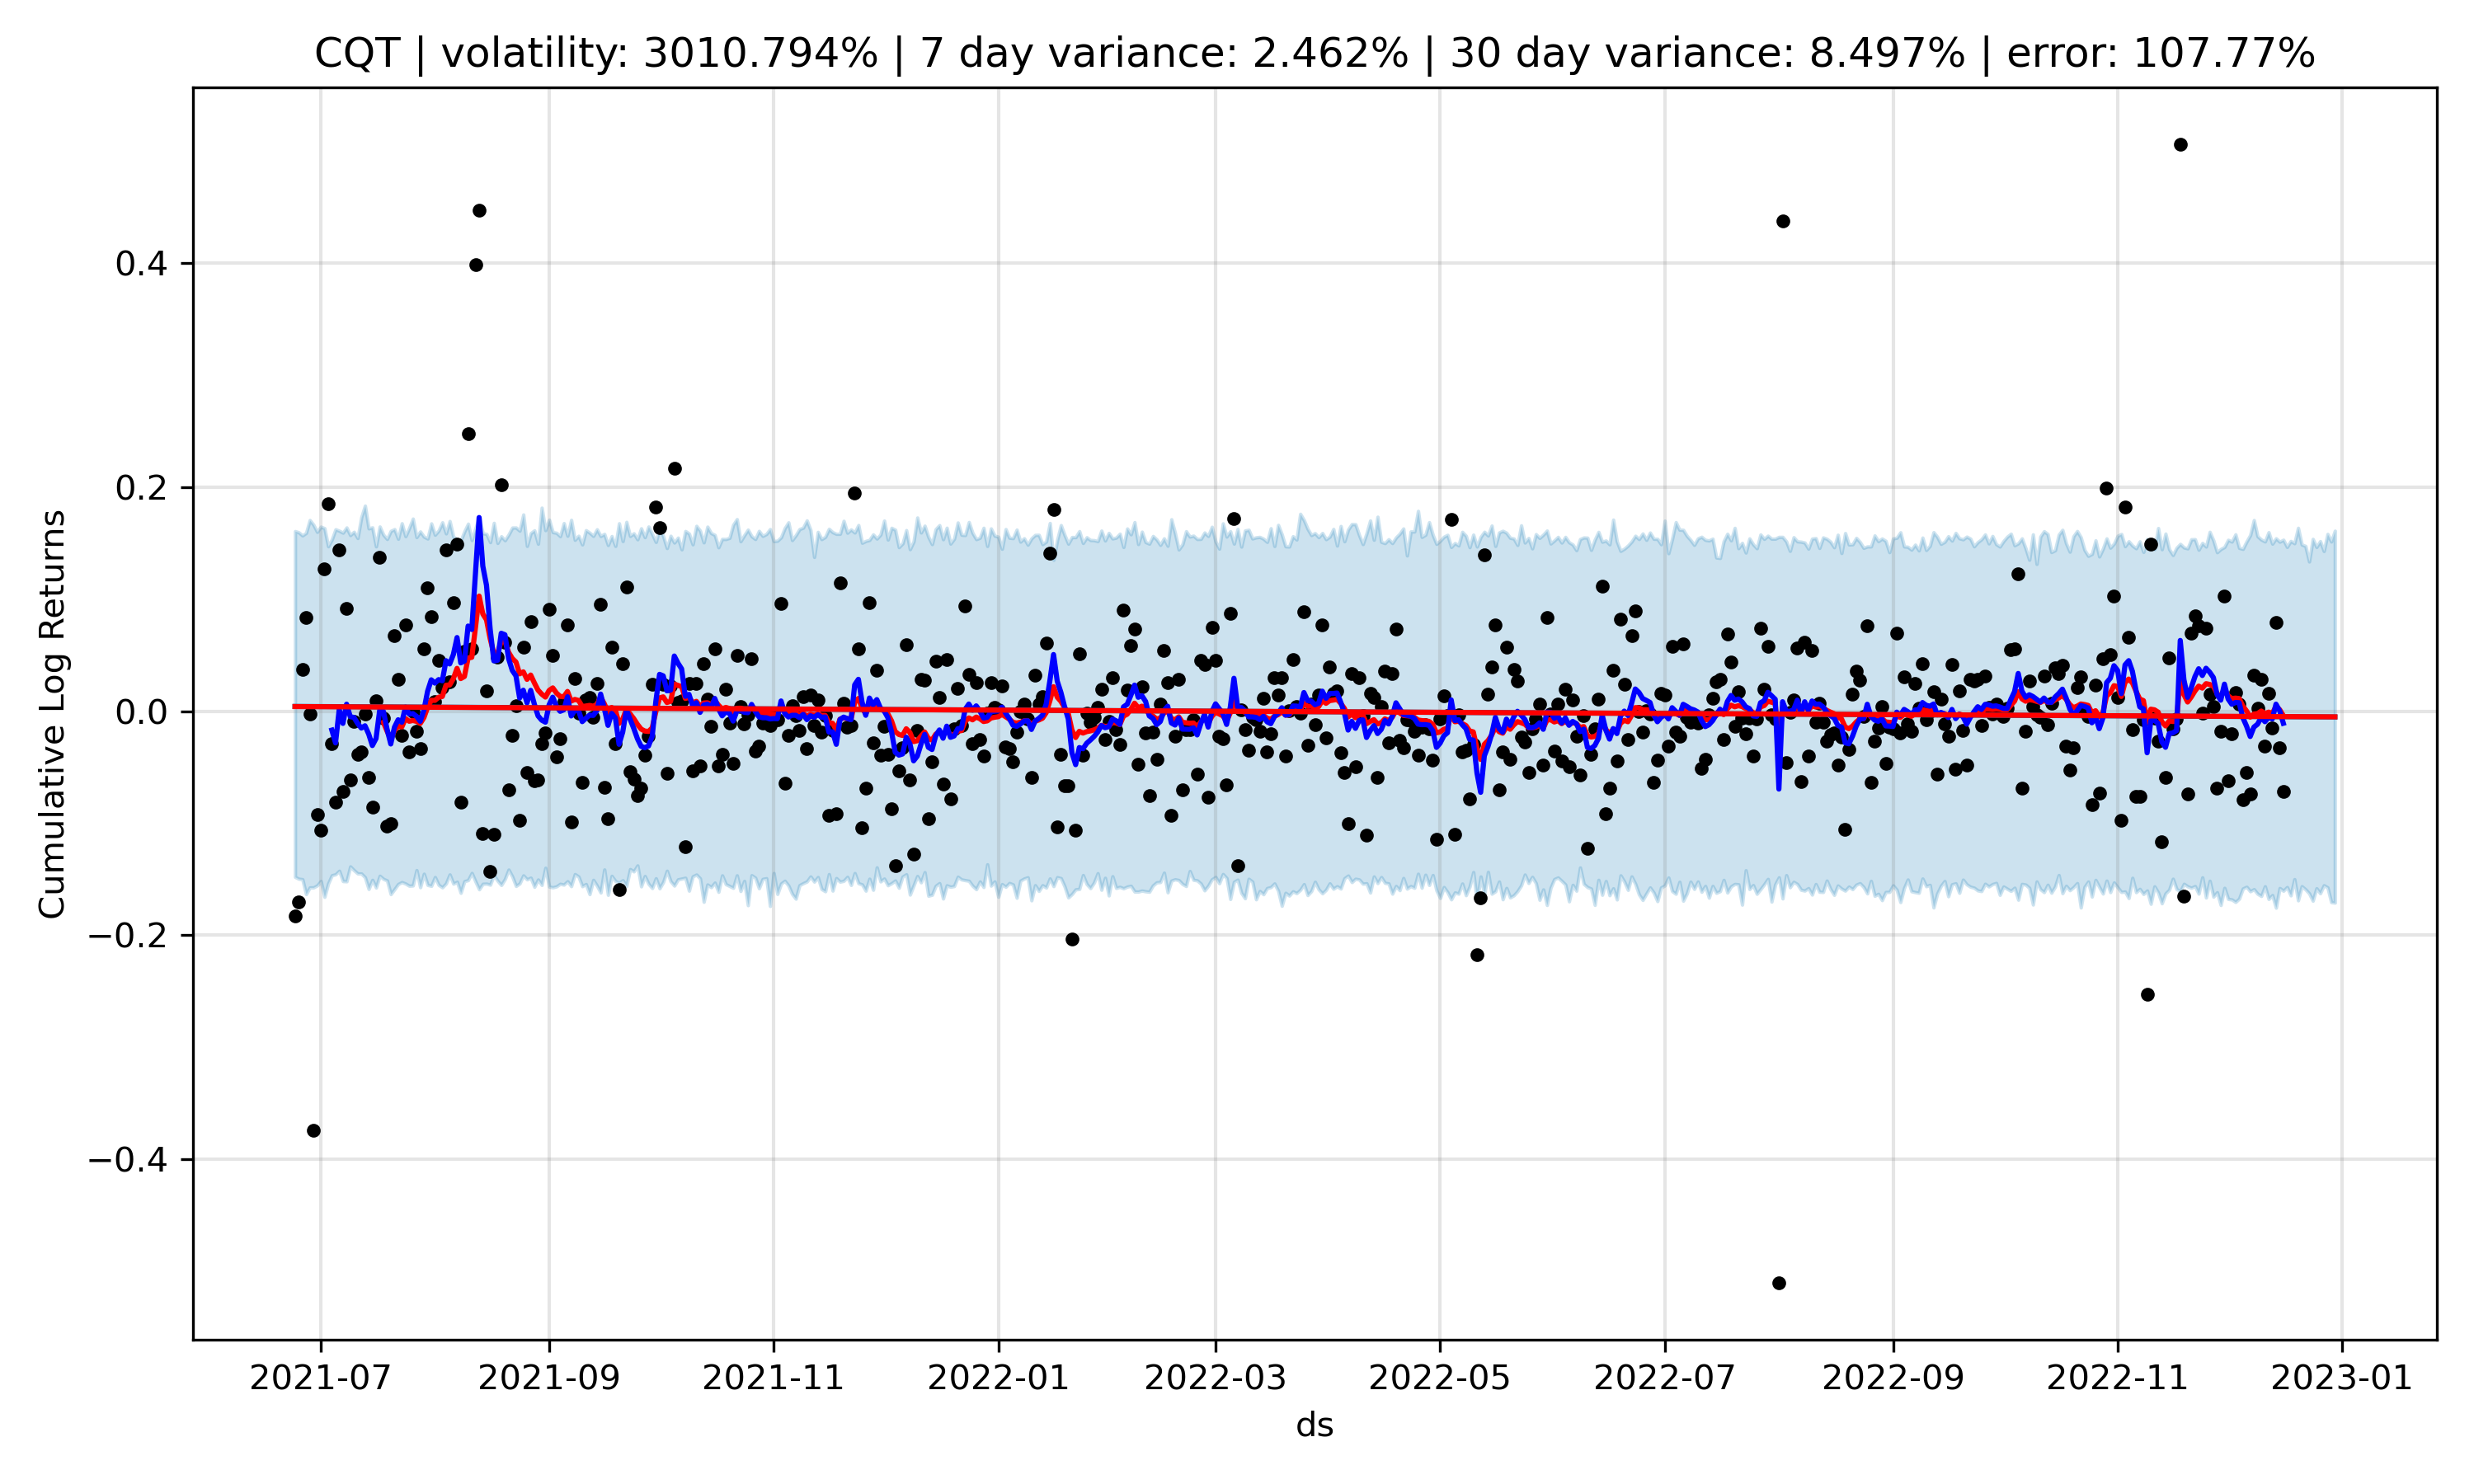 CQT | volatility: 3010.794% | 7 day variance: 2.462% | 30 day variance: 8.497% | error: 107.77%
Cumulative Log Returns
0.4
0.2
0.0
−0.2
−0.4
2021-07 2021-09 2021-11 2022-01 2022-03 2022-05 2022-07 2022-09 2022-11 2023-01
ds